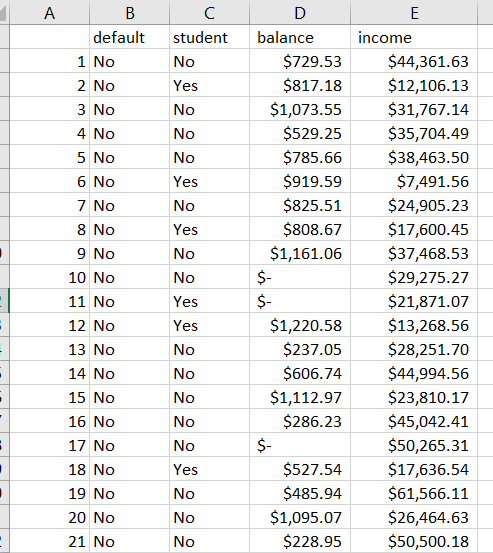 A B C D E
default student balance income
1 No No $729.53 $44,361.63
2 No Yes $817.18 $12,106.13
3 No No $1,073.55 $31,767.14
4 No No $529.25 $35,704.49
5 No No $785.66 $38,463.50
6 No Yes $919.59 $7,491.56
7 No No $825.51 $24,905.23
8 No Yes $808.67 $17,600.45
9 No No $1,161.06 $37,468.53
10 No No $- $29,275.27
11 No Yes $- $21,871.07
12 No Yes $1,220.58 $13,268.56
13 No No $237.05 $28,251.70
14 No No $606.74 $44,994.56
15 No No $1,112.97 $23,810.17
16 No No $286.23 $45,042.41
17 No No $- $50,265.31
18 No Yes $527.54 $17,636.54
19 No No $485.94 $61,566.11
20 No No $1,095.07 $26,464.63
21 No No $228.95 $50,500.18